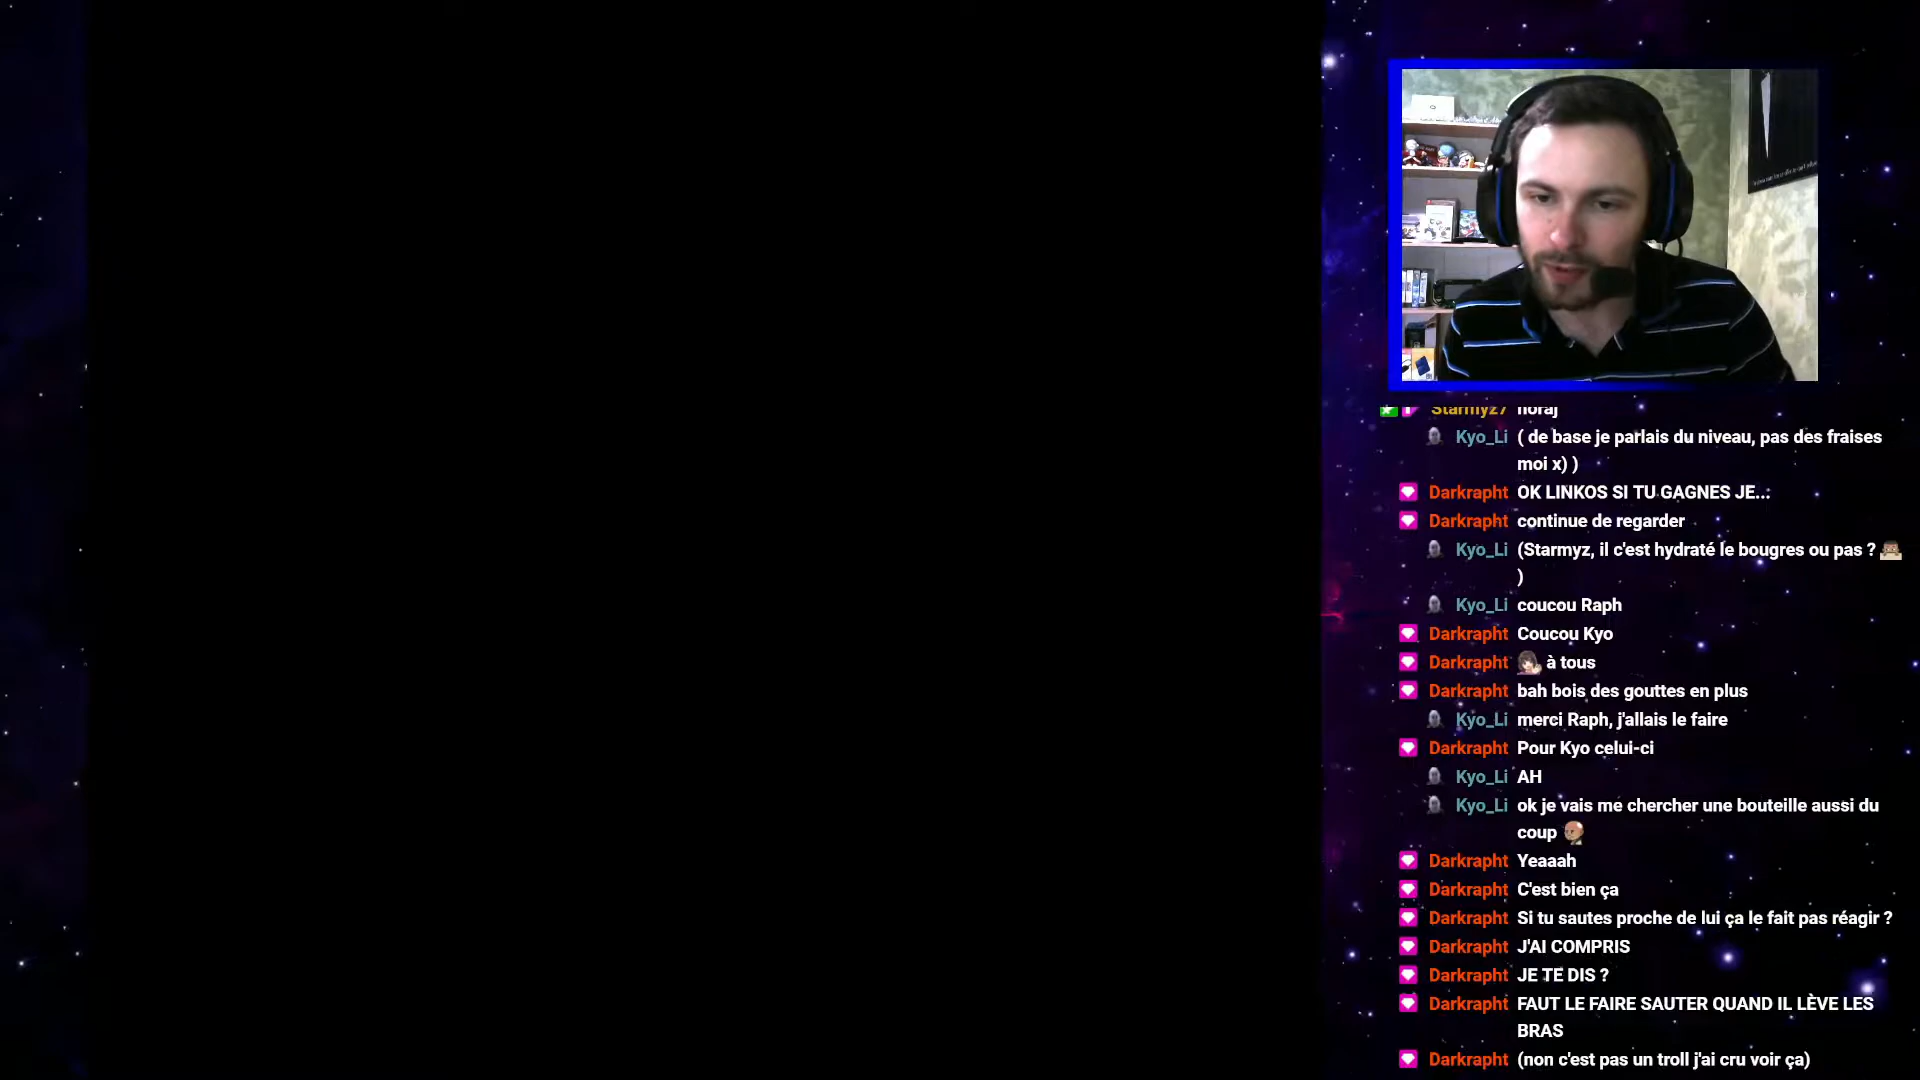 Starmyz7 noraj
Kyo_Li ( de base je parlais du niveau, pas des fraises
moi x) )
Darkrapht OK LINKOS SI TU GAGNES JE...
Darkrapht continue de regarder
Kyo_Li (Starmyz, il c'est hydraté le bougres ou pas ?
)
Kyo_Li coucou Raph
Darkrapht Coucou Kyo
Darkrapht à tous
Darkrapht bah bois des gouttes en plus
Kyo_Li merci Raph, j'allais le faire
Darkrapht Pour Kyo celui-ci
Kyo_Li AH
Kyo_Li ok je vais me chercher une bouteille aussi du
coup
Darkrapht Yeaaah
Darkrapht C'est bien ça
Darkrapht Si tu sautes proche de lui ça le fait pas réagir ?
Darkrapht J'AI COMPRIS
Darkrapht JE TE DIS ?
Darkrapht FAUT LE FAIRE SAUTER QUAND IL LÈVE LES
BRAS
Darkrapht (non c'est pas un troll j'ai cru voir ça)